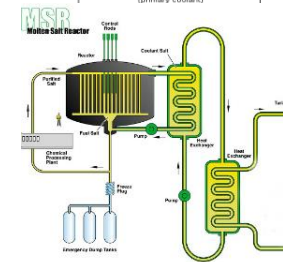 (primary coolant)
MSR
Molten Salt Reactor
Control
Rods
Reactor
Coolant Salt
Purified
Salt
Fuel Salt
Pump
Chemical
Processing
Plant
Heat
Exchanger
Heat
Exchanger
Freeze
Plug
Pump
Emergency Dump Tanks